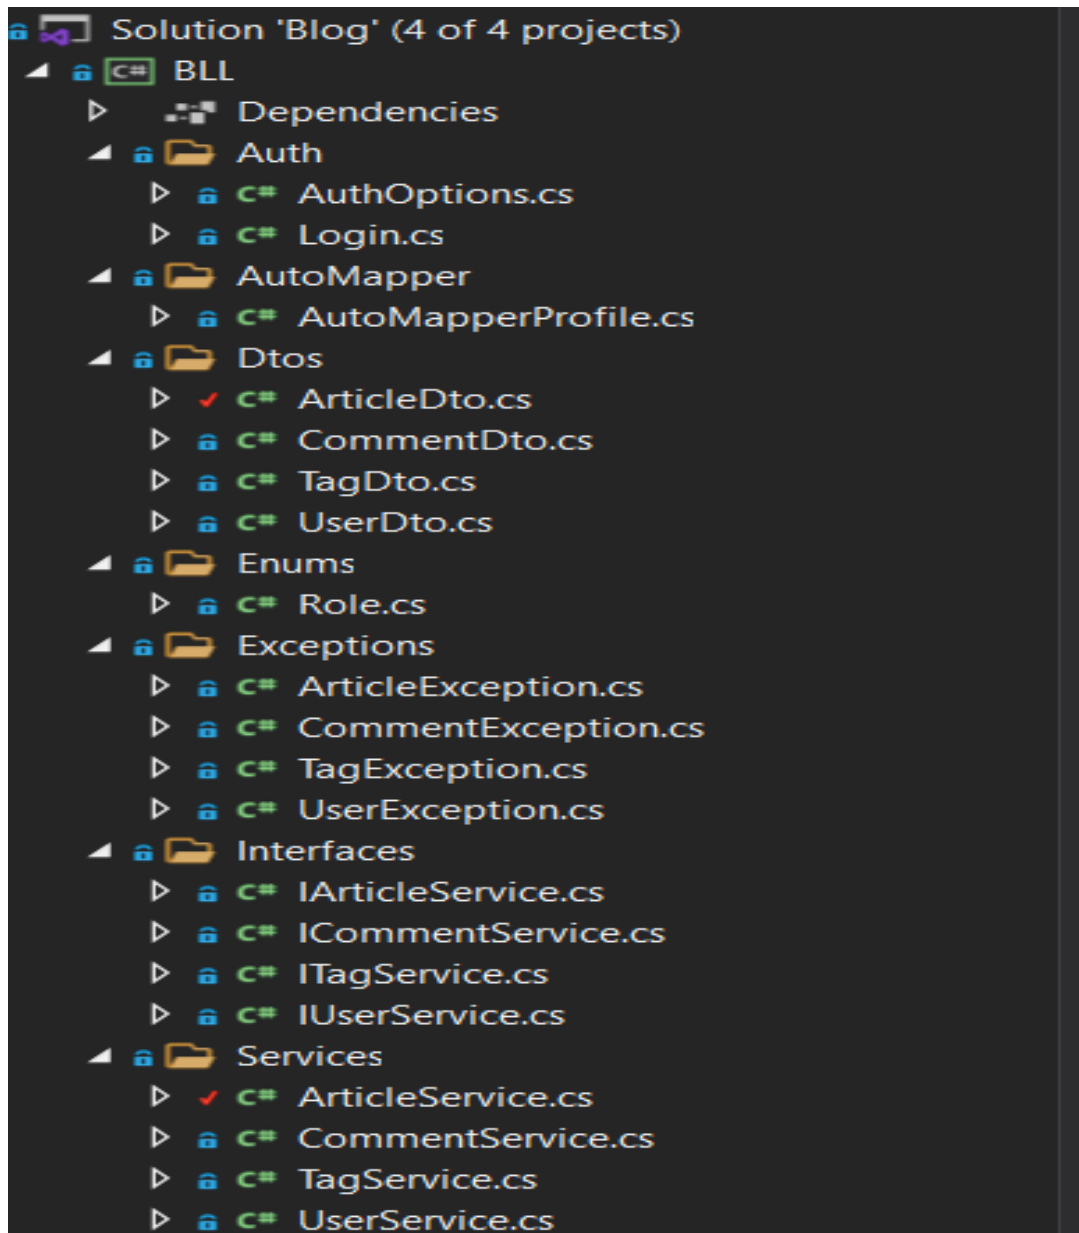 Solution 'Blog' (4 of 4 projects)
C# BLL
Dependencies
Auth
C# AuthOptions.cs
C# Login.cs
AutoMapper
C# AutoMapperProfile.cs
Dtos
C# ArticleDto.cs
C# CommentDto.cs
C# TagDto.cs
C# UserDto.cs
Enums
C# Role.cs
Exceptions
C# ArticleException.cs
C# CommentException.cs
C# TagException.cs
C# UserException.cs
Interfaces
C# IArticleService.cs
C# ICommentService.cs
C# ITagService.cs
C# IUserService.cs
Services
C# ArticleService.cs
C# CommentService.cs
C# TagService.cs
C# UserService.cs